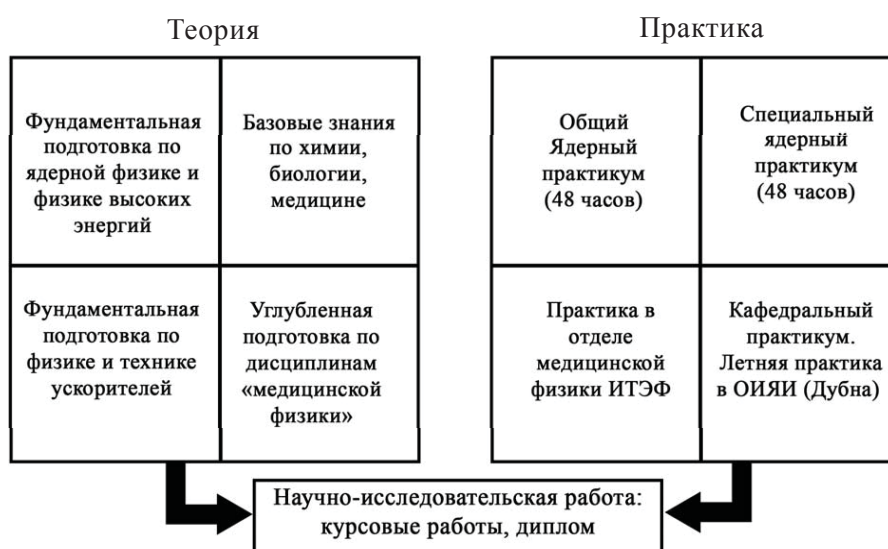 Теория
Практика
Фундаментальная
подготовка по
ядерной физике и
физике высоких
энергий
Базовые знания
по химии,
биологии,
медицине
Общий
Ядерный
практикум
(48 часов)
Специальный
ядерный
практикум
(48 часов)
Фундаментальная
подготовка по
физике и технике
ускорителей
Углубленная
подготовка по
дисциплинам
«медицинской
физики»
Практика в
отделе
медицинской
физики ИТЭФ
Кафедральный
практикум.
Летняя практика
в ОИЯИ (Дубна)
Научно-исследовательская работа:
курсовые работы, диплом